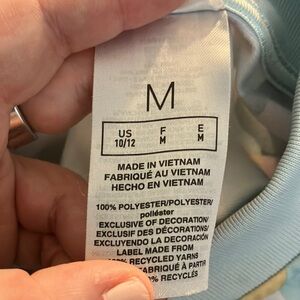 M
US F E
10/12 M M
MADE IN VIETNAM
FABRIQUÉ AU VIETNAM
HECHO EN VIETNAM
100% POLYESTER/POLYESTER/
poliéster
EXCLUSIVE OF DECORATION/
EXCLUSIF DES DÉCORATIONS/
EXCLUYENDO LA DECORACIÓN
LABEL MADE FROM
% RECYCLED YARNS
FABRIQUÉ À PARTIR
% RECYCLÉS